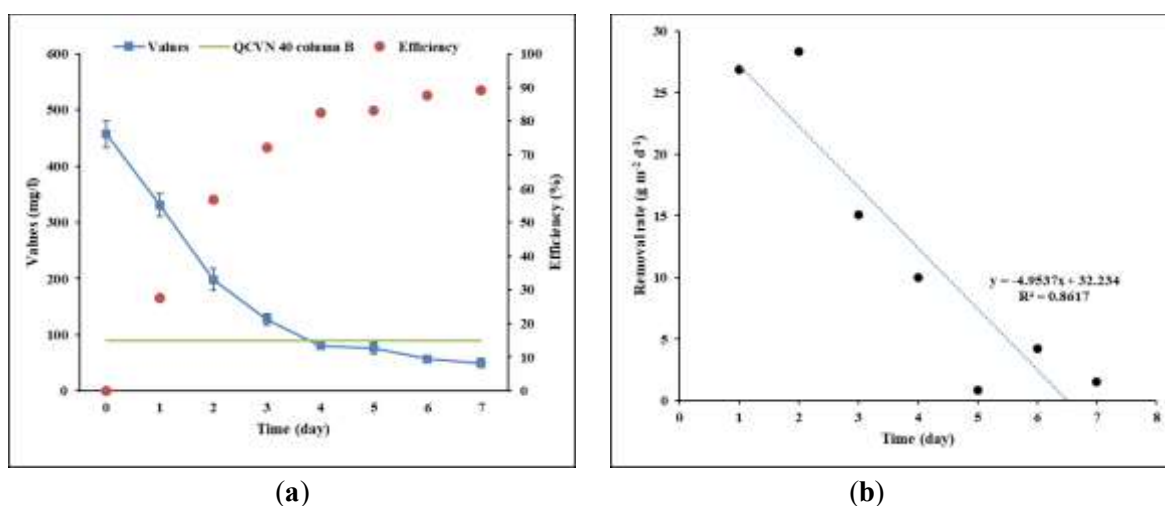 Values QCVN 40 column B Efficiency
600
500
400
300
200
100
0
Values (mg/l)
100
90
80
70
60
50
40
30
20
10
0
Efficiency (%)
0 1 2 3 4 5 6 7
Time (day)
(a)
30
25
20
15
10
5
0
Removal rate (g m⁻² d⁻¹)
y = -4.9537x + 32.234
R² = 0.8617
0 1 2 3 4 5 6 7 8
Time (day)
(b)